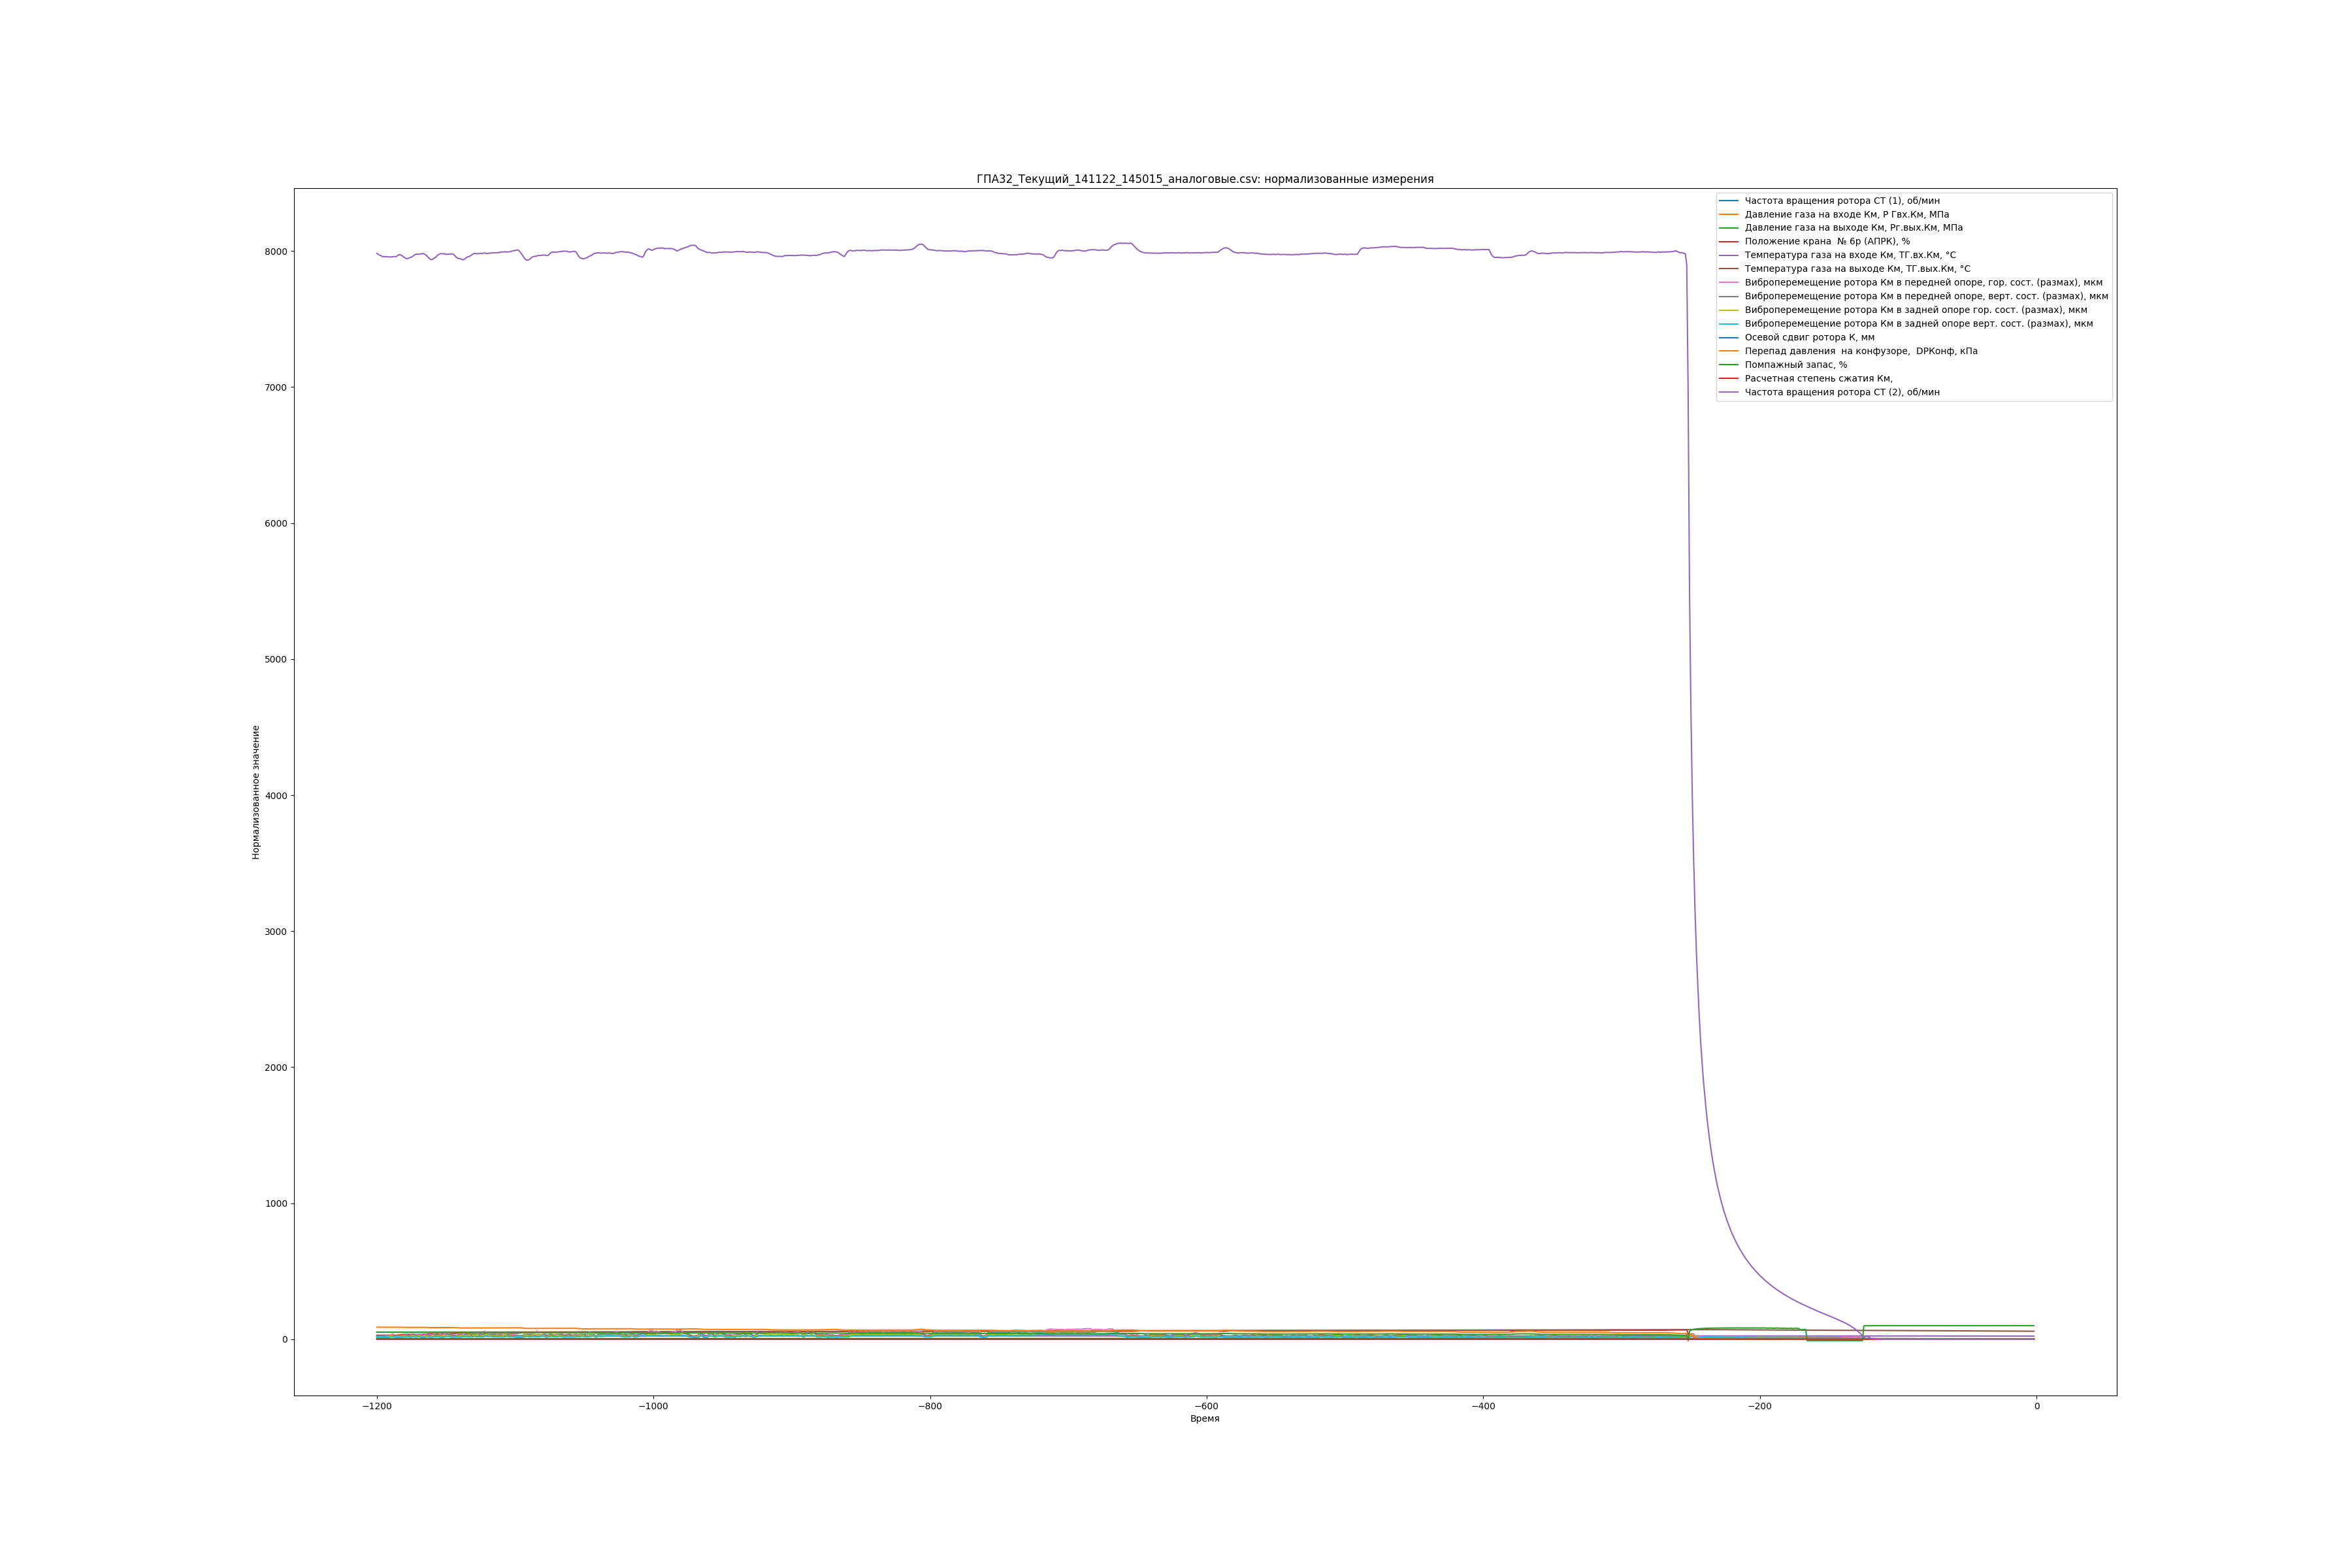 ГПА32_Текущий_141122_145015_аналоговые.csv: нормализованные измерения
Частота вращения ротора СТ (1), об/мин
Давление газа на входе Км, Р Гвх.Км, МПа
Давление газа на выходе Км, Рг.вых.Км, МПа
Положение крана  № 6р (АПРК), %
Температура газа на входе Км, ТГ.вх.Км, °С
Температура газа на выходе Км, ТГ.вых.Км, °С
Виброперемещение ротора Км в передней опоре, гор. сост. (размах), мкм
Виброперемещение ротора Км в передней опоре, верт. сост. (размах), мкм
Виброперемещение ротора Км в задней опоре гор. сост. (размах), мкм
Виброперемещение ротора Км в задней опоре верт. сост. (размах), мкм
Осевой сдвиг ротора К, мм
Перепад давления  на конфузоре,  DРКонф, кПа
Помпажный запас, %
Расчетная степень сжатия Км,
Частота вращения ротора СТ (2), об/мин
8000
7000
6000
5000
4000
3000
2000
1000
0
Нормализованное значение
−1200
−1000
−800
−600
−400
−200
0
Время